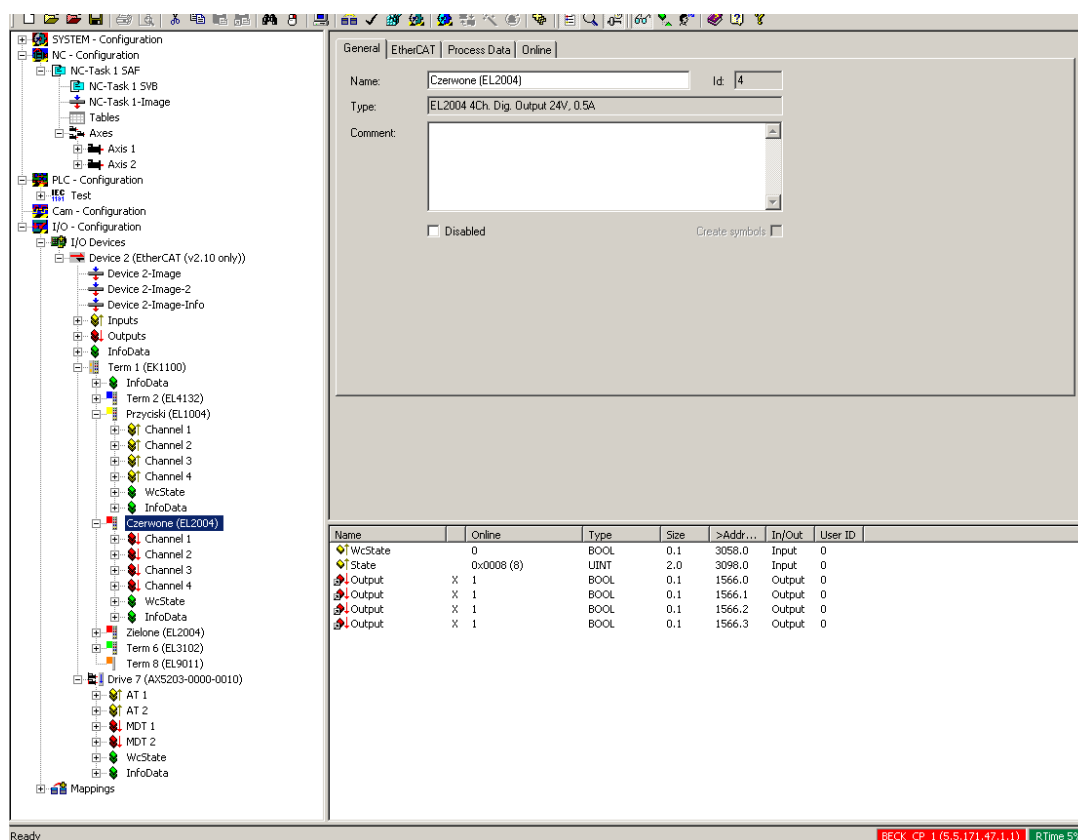 SYSTEM - Configuration
NC - Configuration
NC-Task 1 SAF
NC-Task 1 SVB
NC-Task 1-Image
Tables
Axes
Axis 1
Axis 2
PLC - Configuration
IEC 1131 Test
Cam - Configuration
I/O - Configuration
I/O Devices
Device 2 (EtherCAT (v2.10 only))
Device 2-Image
Device 2-Image-2
Device 2-Image-Info
Inputs
Outputs
InfoData
Term 1 (EK1100)
InfoData
Term 2 (EL4132)
Przyciski (EL1004)
Channel 1
Channel 2
Channel 3
Channel 4
WcState
InfoData
Czerwone (EL2004)
Channel 1
Channel 2
Channel 3
Channel 4
WcState
InfoData
Zielone (EL2004)
Term 6 (EL3102)
Term 8 (EL9011)
Drive 7 (AX5203-0000-0010)
AT 1
AT 2
MDT 1
MDT 2
WcState
InfoData
Mappings
General EtherCAT Process Data Online
Name: Czerwone (EL2004) Id: 4
Type: EL2004 4Ch. Dig. Output 24V, 0.5A
Comment:
Disabled Create symbols
Name Online Type Size >Addr... In/Out User ID
WcState 0 BOOL 0.1 3058.0 Input 0
State 0x0008 (8) UINT 2.0 3098.0 Input 0
Output X 1 BOOL 0.1 1566.0 Output 0
Output X 1 BOOL 0.1 1566.1 Output 0
Output X 1 BOOL 0.1 1566.2 Output 0
Output X 1 BOOL 0.1 1566.3 Output 0
Ready BECK_CP_1 (5.5.171.47.1.1) RTime 5%